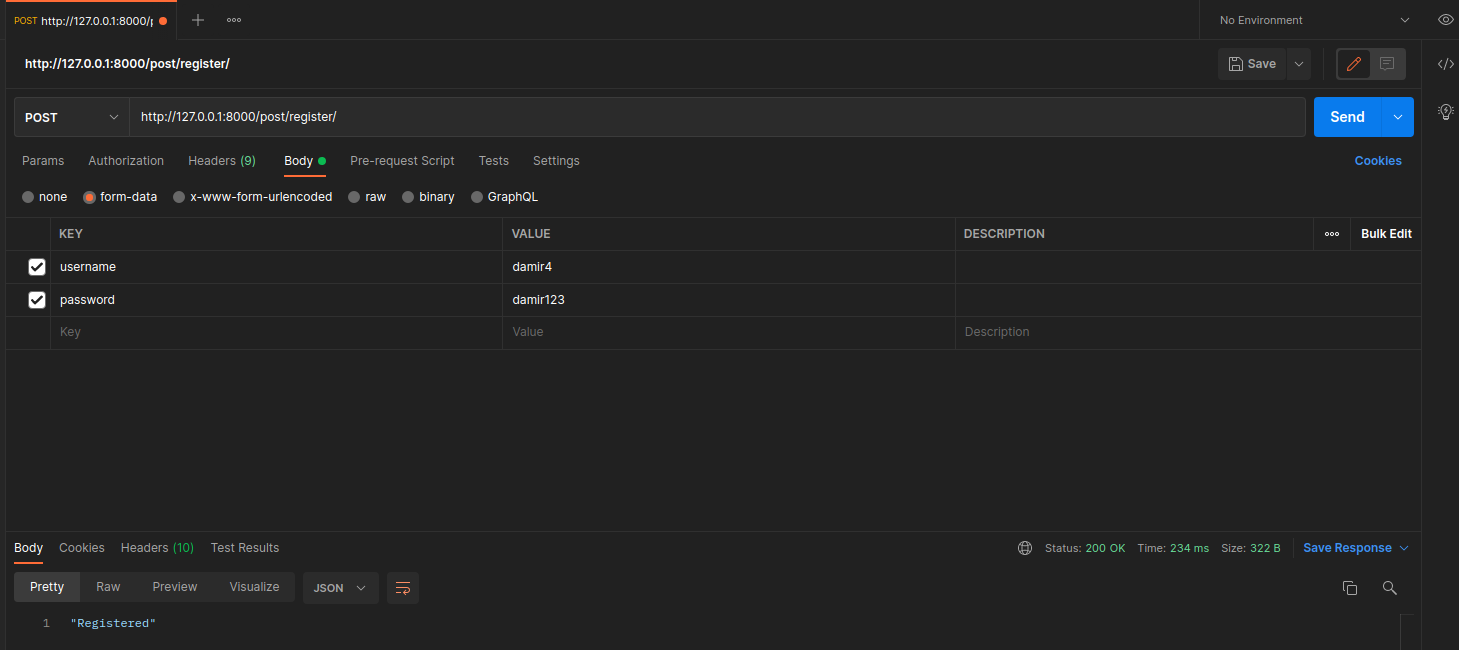 POST http://127.0.0.1:8000/p
No Environment
http://127.0.0.1:8000/post/register/
Save
POST http://127.0.0.1:8000/post/register/ Send
Params Authorization Headers (9) Body Pre-request Script Tests Settings Cookies
none form-data x-www-form-urlencoded raw binary GraphQL
KEY VALUE DESCRIPTION Bulk Edit
username damir4
password damir123
Key Value Description
Body Cookies Headers (10) Test Results Status: 200 OK Time: 234 ms Size: 322 B Save Response
Pretty Raw Preview Visualize JSON
1 "Registered"